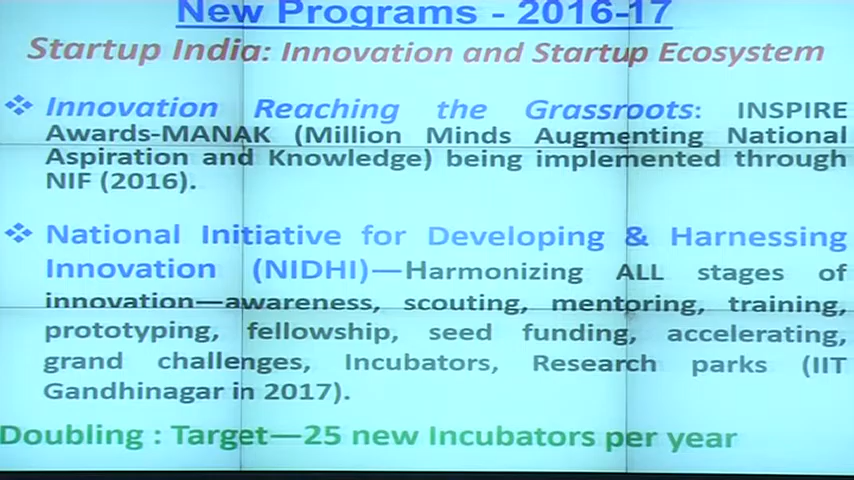 New Programs - 2016-17
Startup India: Innovation and Startup Ecosystem
❖ Innovation Reaching the Grassroots: INSPIRE
Awards-MANAK (Million Minds Augmenting National
Aspiration and Knowledge) being implemented through
NIF (2016).
❖ National Initiative for Developing & Harnessing
Innovation (NIDHI)—Harmonizing ALL stages of
innovation—awareness, scouting, mentoring, training,
prototyping, fellowship, seed funding, accelerating,
grand challenges, Incubators, Research parks (IIT
Gandhinagar in 2017).
Doubling : Target—25 new Incubators per year